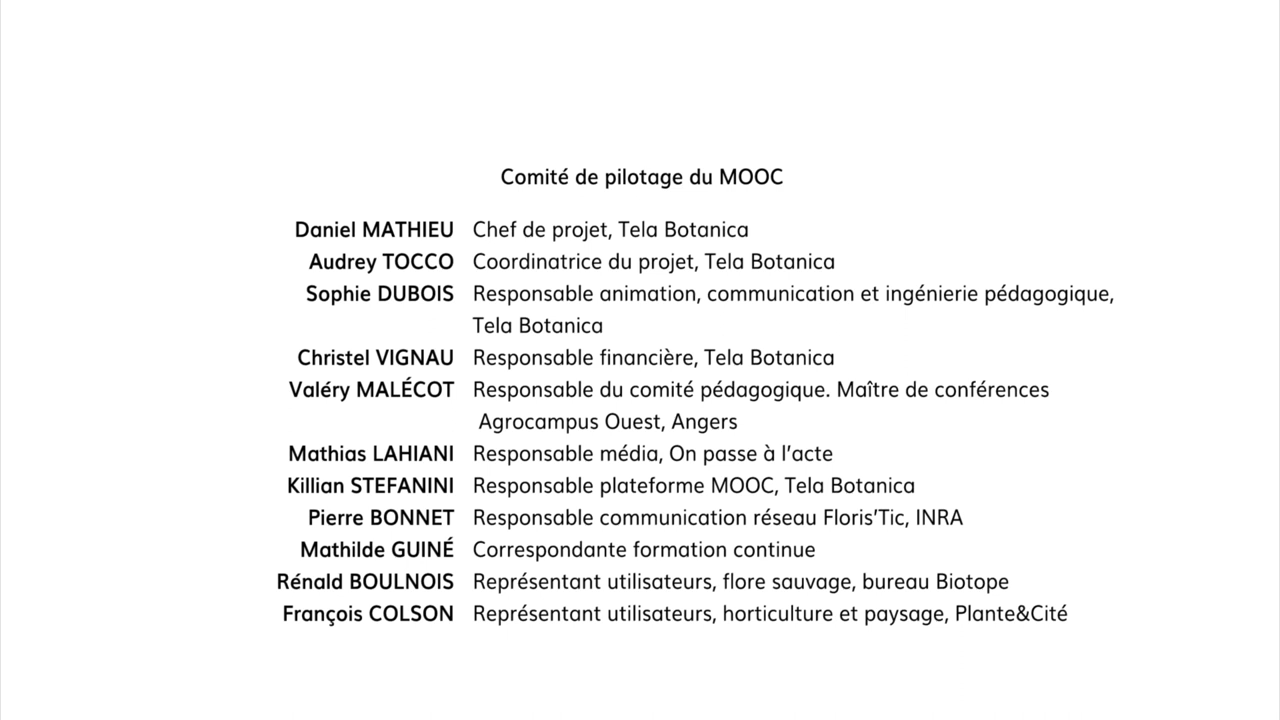 Comité de pilotage du MOOC
Daniel MATHIEU Chef de projet, Tela Botanica
Audrey TOCCO Coordinatrice du projet, Tela Botanica
Sophie DUBOIS Responsable animation, communication et ingénierie pédagogique,
Tela Botanica
Christel VIGNAU Responsable financière, Tela Botanica
Valéry MALÉCOT Responsable du comité pédagogique. Maître de conférences
Agrocampus Ouest, Angers
Mathias LAHIANI Responsable média, On passe à l'acte
Killian STEFANINI Responsable plateforme MOOC, Tela Botanica
Pierre BONNET Responsable communication réseau Floris'Tic, INRA
Mathilde GUINÉ Correspondante formation continue
Rénald BOULNOIS Représentant utilisateurs, flore sauvage, bureau Biotope
François COLSON Représentant utilisateurs, horticulture et paysage, Plante&Cité